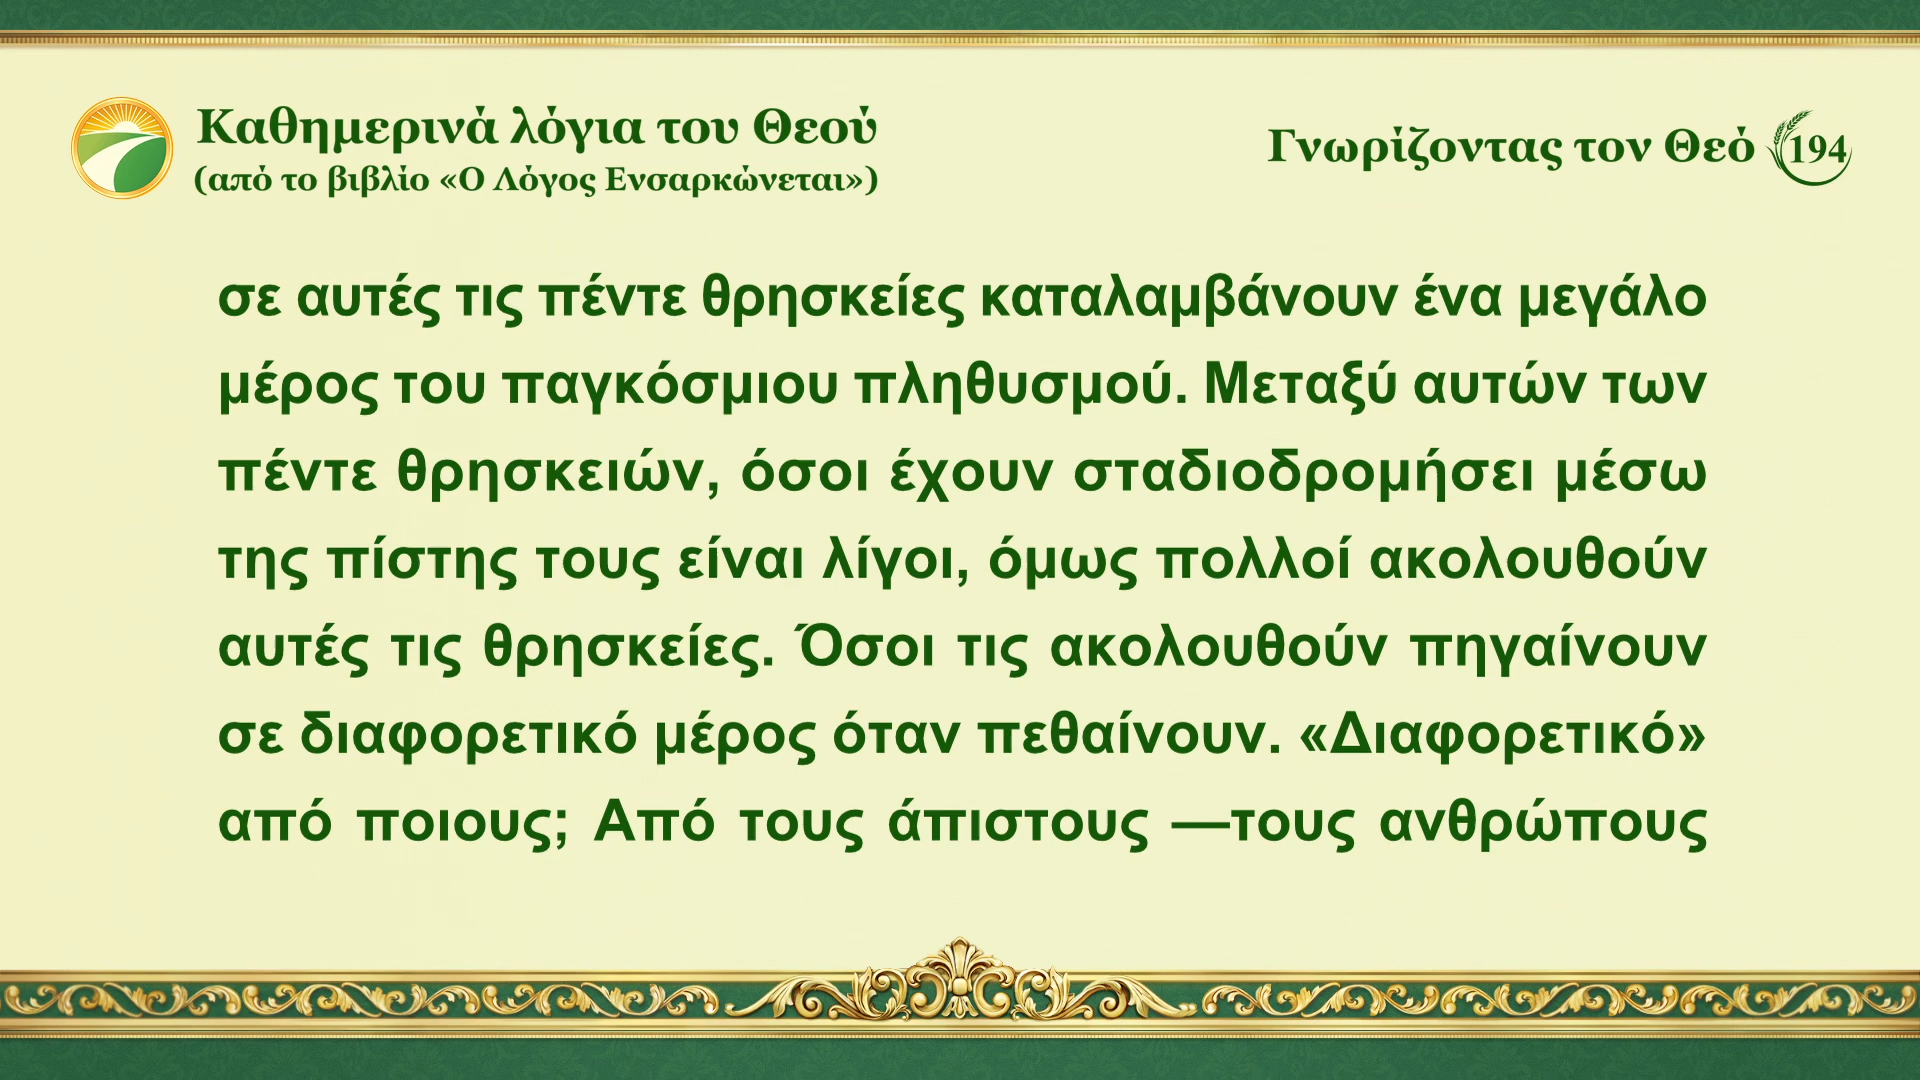 Καθημερινά λόγια του Θεού
(από το βιβλίο «Ο Λόγος Ενσαρκώνεται»)
Γνωρίζοντας τον Θεό 194
σε αυτές τις πέντε θρησκείες καταλαμβάνουν ένα μεγάλο
μέρος του παγκόσμιου πληθυσμού. Μεταξύ αυτών των
πέντε θρησκειών, όσοι έχουν σταδιοδρομήσει μέσω
της πίστης τους είναι λίγοι, όμως πολλοί ακολουθούν
αυτές τις θρησκείες. Όσοι τις ακολουθούν πηγαίνουν
σε διαφορετικό μέρος όταν πεθαίνουν. «Διαφορετικό»
από ποιους; Από τους άπιστους —τους ανθρώπους